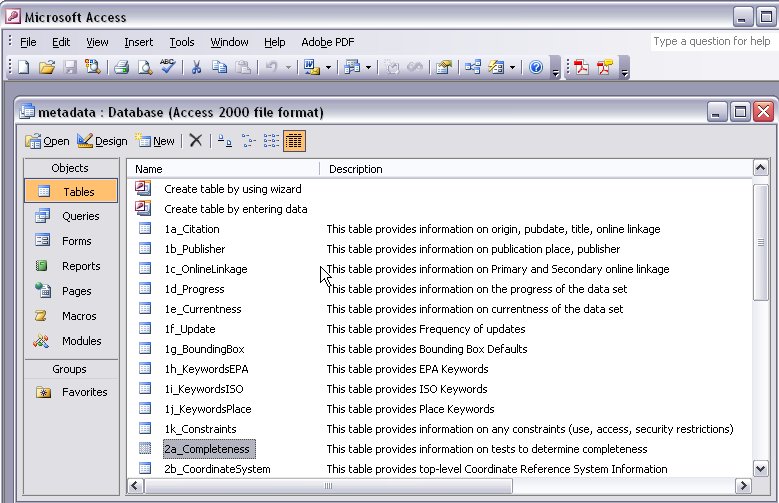 Microsoft Access
File Edit View Insert Tools Window Help Adobe PDF Type a question for help
metadata : Database (Access 2000 file format)
Open Design New
Objects
Tables
Queries
Forms
Reports
Pages
Macros
Modules
Groups
Favorites
Name Description
Create table by using wizard
Create table by entering data
1a_Citation This table provides information on origin, pubdate, title, online linkage
1b_Publisher This table provides information on publication place, publisher
1c_OnlineLinkage This table provides information on Primary and Secondary online linkage
1d_Progress This table provides information on the progress of the data set
1e_Currentness This table provides information on currentness of the data set
1f_Update This table provides Frequency of updates
1g_BoundingBox This table provides Bounding Box Defaults
1h_KeywordsEPA This table provides EPA Keywords
1i_KeywordsISO This table provides ISO Keywords
1j_KeywordsPlace This table provides Place Keywords
1k_Constraints This table provides information on any constraints (use, access, security restrictions)
2a_Completeness This table provides information on tests to determine completeness
2b_CoordinateSystem This table provides top-level Coordinate Reference System Information